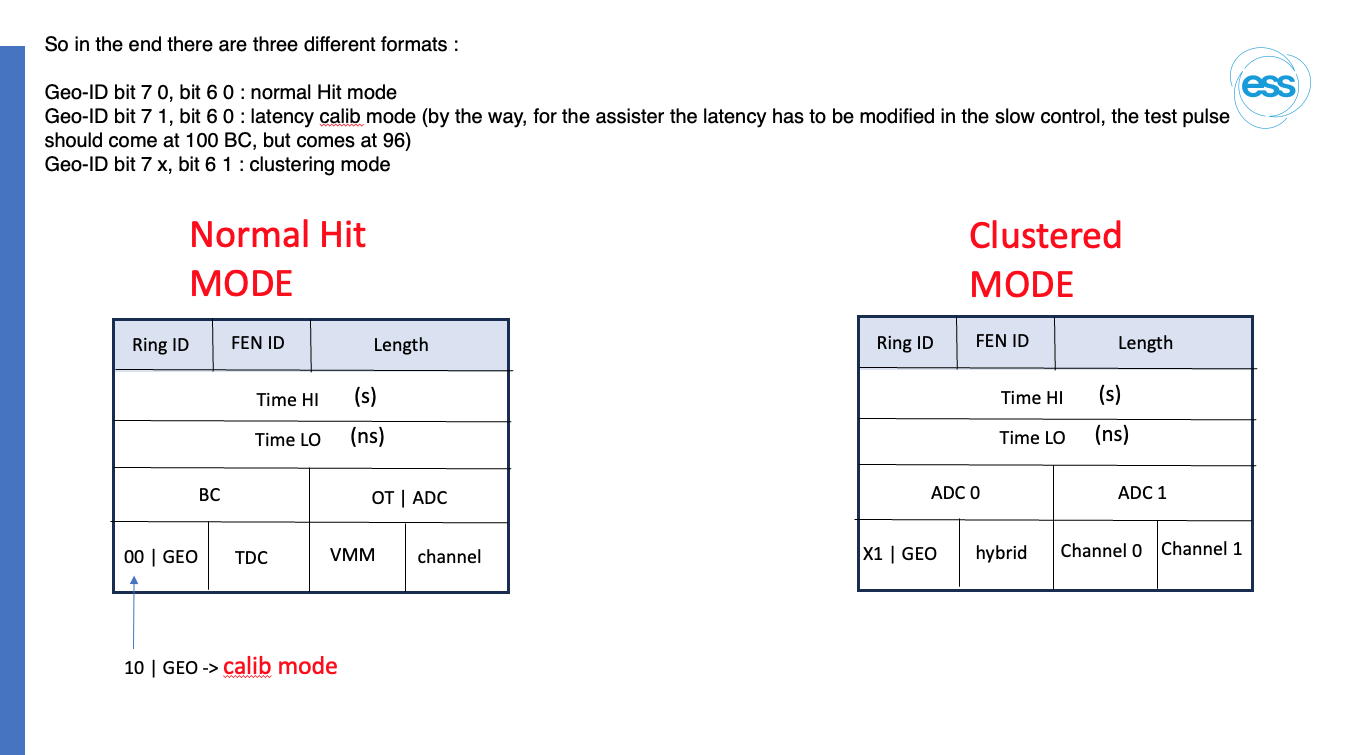 So in the end there are three different formats :
Geo-ID bit 7 0, bit 6 0 : normal Hit mode
Geo-ID bit 7 1, bit 6 0 : latency calib mode (by the way, for the assister the latency has to be modified in the slow control, the test pulse
should come at 100 BC, but comes at 96)
Geo-ID bit 7 x, bit 6 1 : clustering mode
ess
Normal Hit
MODE
Ring ID FEN ID Length
Time HI (s)
Time LO (ns)
BC OT | ADC
00 | GEO TDC VMM channel
10 | GEO -> calib mode
Clustered
MODE
Ring ID FEN ID Length
Time HI (s)
Time LO (ns)
ADC 0 ADC 1
X1 | GEO hybrid Channel 0 Channel 1